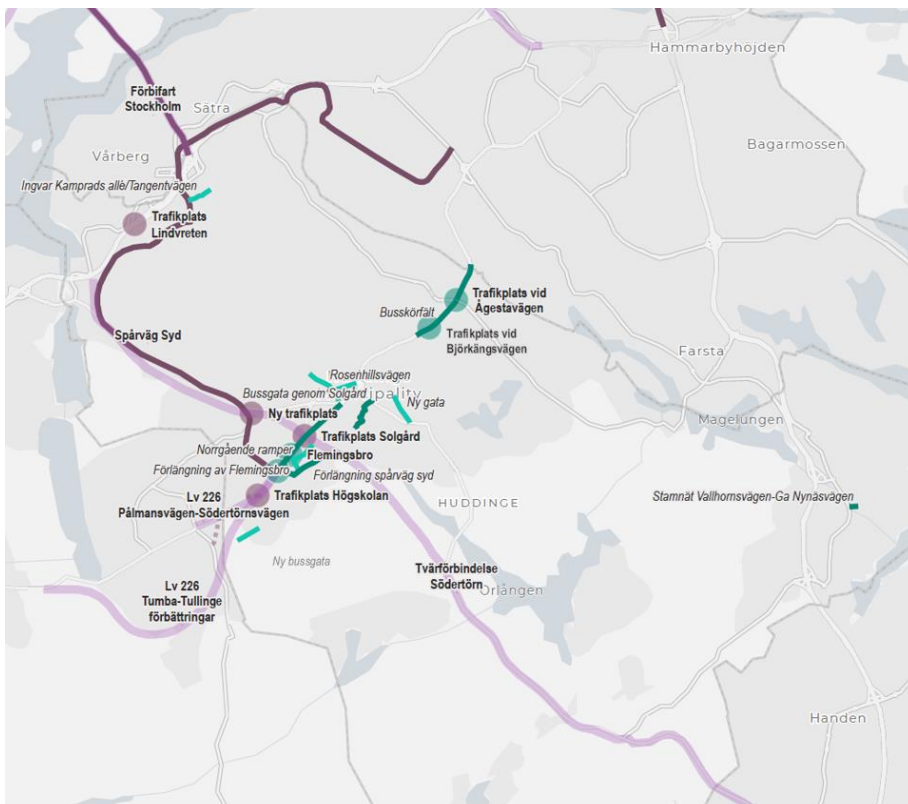 Hammarbyhöjden
Förbifart
Stockholm
Sätra
Bagarmossen
Vårberg
Ingvar Kamprads allè/Tangentvägen
Trafikplats
Lindvreten
Trafikplats vid
Ågestavägen
Busskörfält
Trafikplats vid
Björkängsvägen
Spårväg Syd
Farsta
Rosenhillsvägen
Bussgata genom Solgård
ipality
Ny gata
Ny trafikplats
Magelungen
Trafikplats Solgård
Norrgående ramper
Flemingsbro
Förlängning av Flemingsbro
Förlängning spårväg syd
Trafikplats Högskolan
Lv 226
Pålmansvägen-Södertörnsvägen
HUDDINGE
Stamnät Vallhornsvägen-Ga Nynäsvägen
Ny bussgata
Tvärförbindelse
Södertörn
Orlången
Lv 226
Tumba-Tullinge
förbättringar
Handen